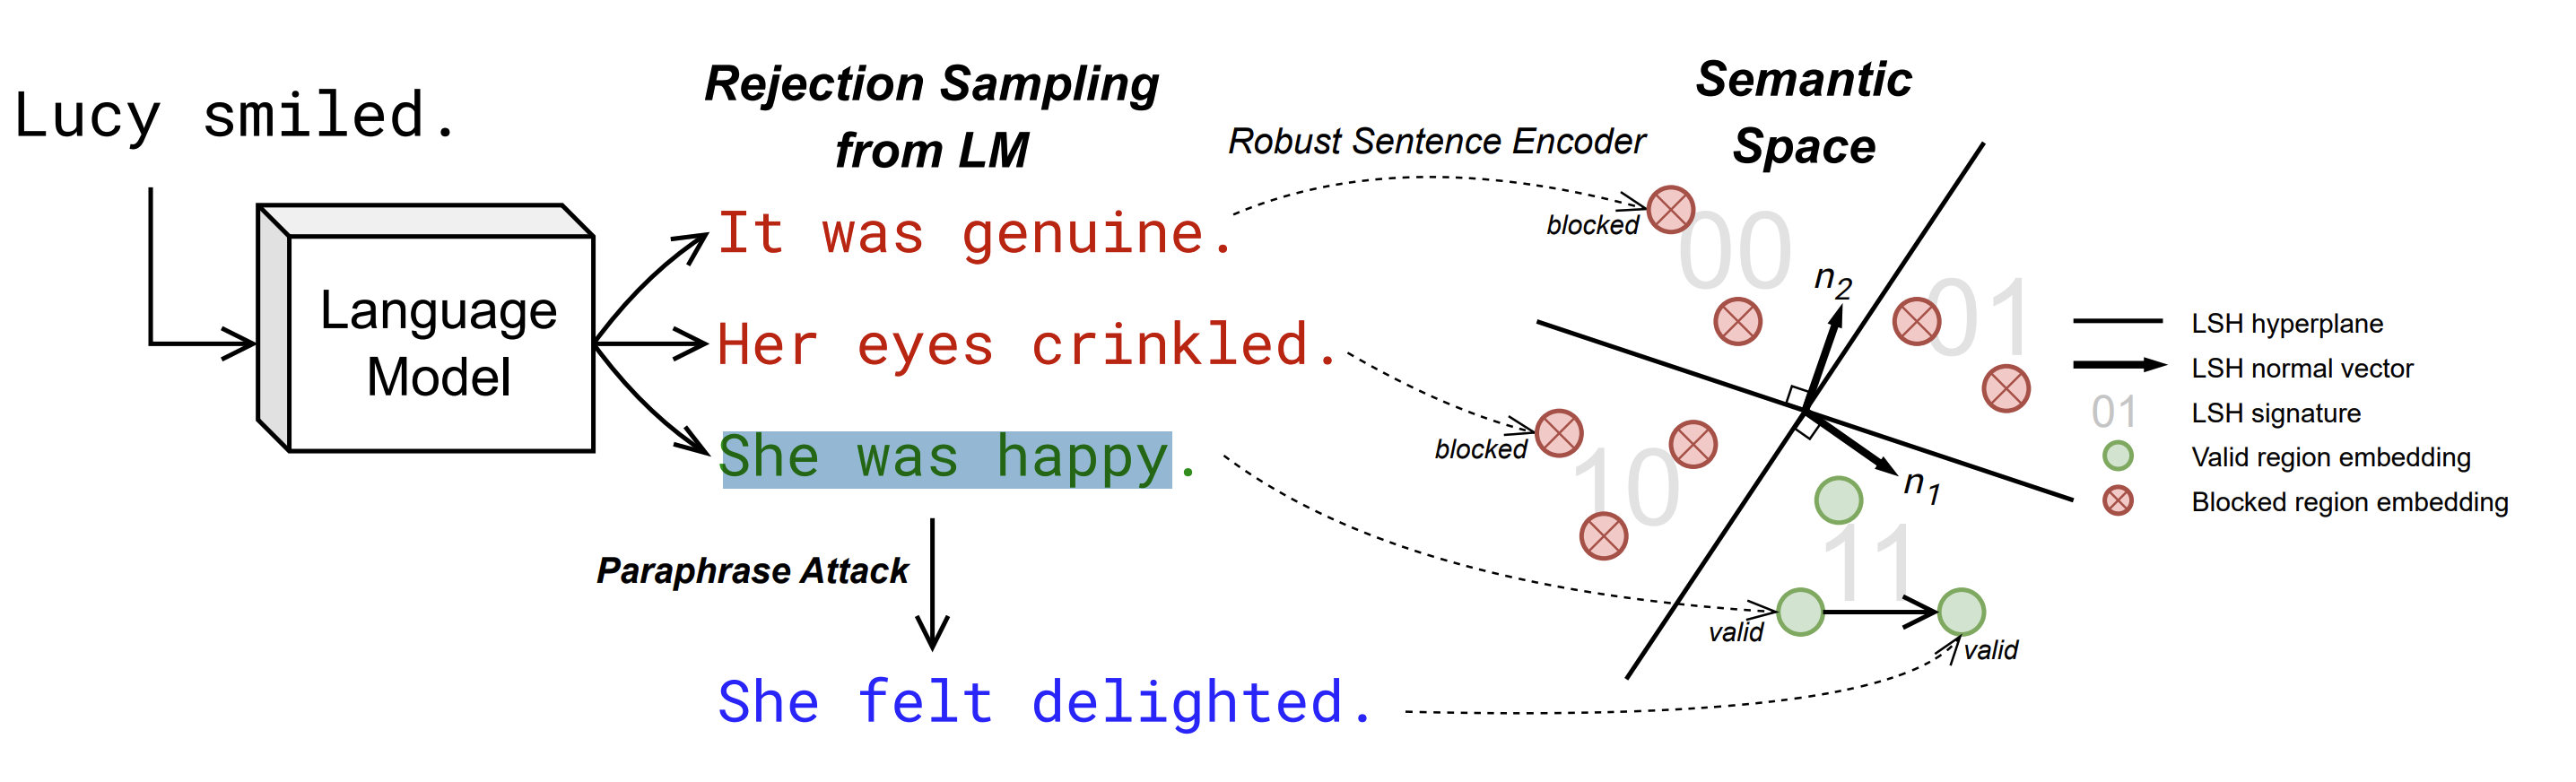 Lucy smiled.
Language
Model
Rejection Sampling
from LM
It was genuine.
Her eyes crinkled.
She was happy.
Paraphrase Attack
She felt delighted.
Robust Sentence Encoder
Semantic
Space
blocked
00
01
n2
blocked
10
n1
11
valid
valid
LSH hyperplane
LSH normal vector
01 LSH signature
Valid region embedding
Blocked region embedding